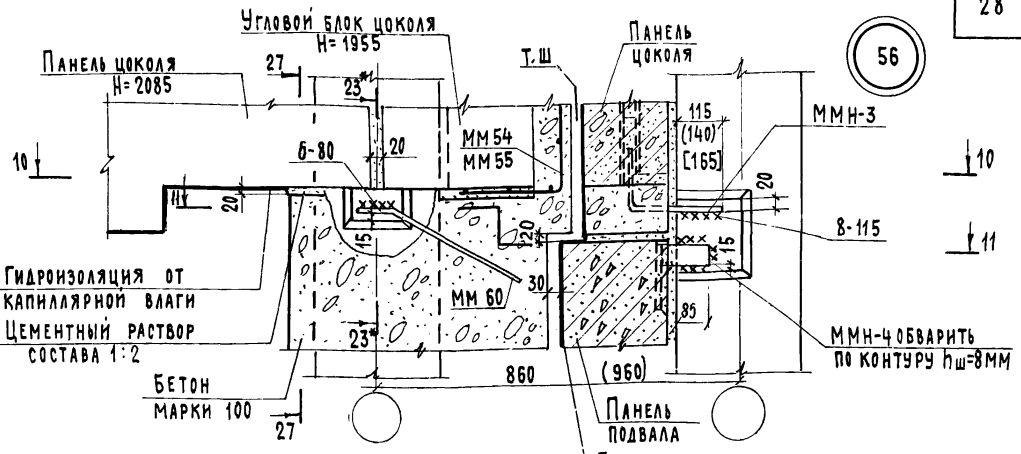 28
56
Угловой блок цоколя
H=1955
Панель цоколя
H=2085
27
23*
Т.Ш
Панель
цоколя
115
(140)
[165]
ММН-3
6-80
20
ММ 54
ММ 55
10
10
20
11
20
15
20
8-115
11
15
Гидроизоляция от
капиллярной влаги
Цементный раствор
состава 1:2
ММ 60
30
85
23*
ММН-4 обварить
по контуру hш=8мм
860
(960)
Бетон
марки 100
27
Панель
подвала